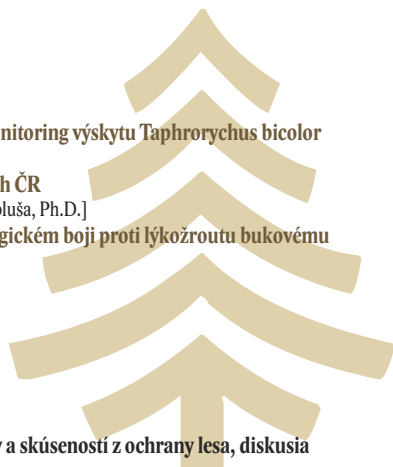 nitoring výskytu Taphrorychus bicolor
h ČR
oluša, Ph.D.]
gickém boji proti lýkožroutu bukovému
a skúseností z ochrany lesa, diskusia